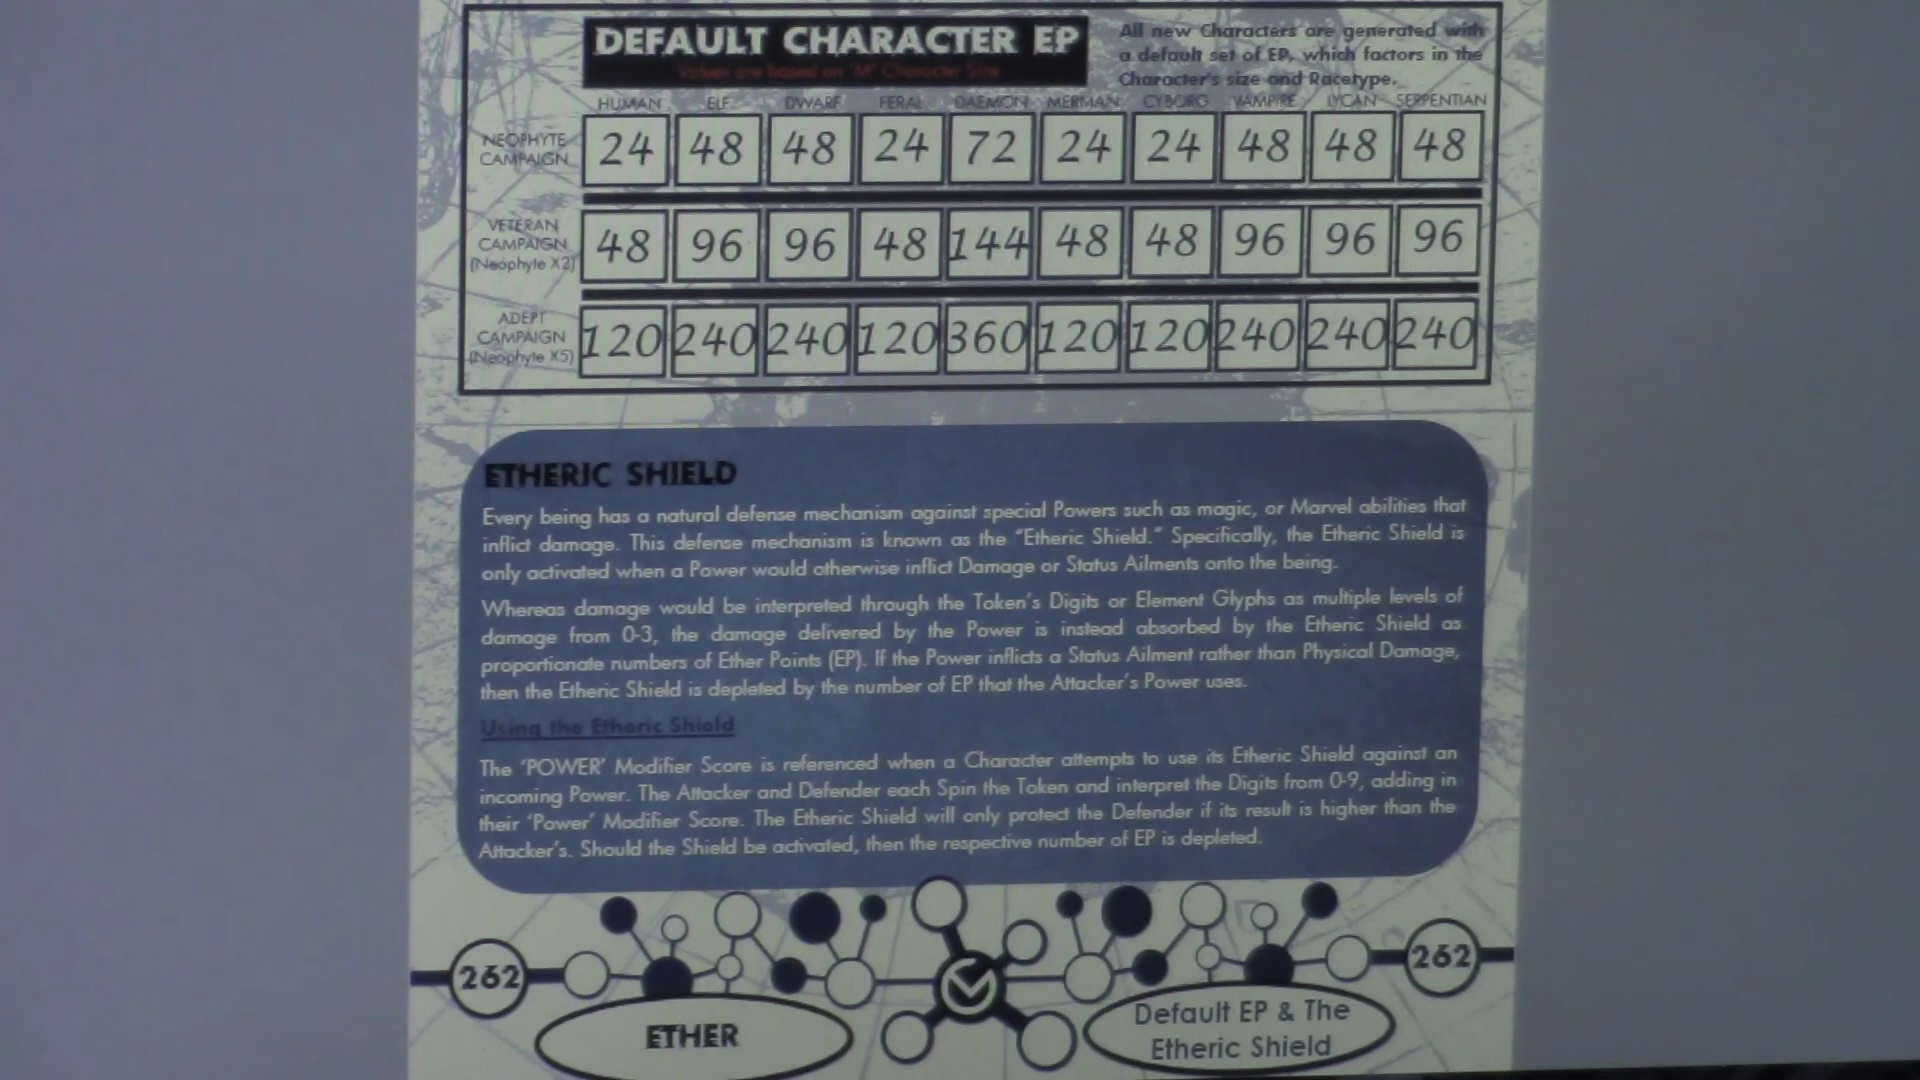 DEFAULT CHARACTER EP
Values are based on "M" Character Size
All new Characters are generated with
a default set of EP, which factors in the
Character's size and Racetype.
HUMAN ELF DWARF FERAL DAEMON MERMAN CYBORG VAMPIRE LYCAN SERPENTIAN
NEOPHYTE
CAMPAIGN
24 48 48 24 72 24 24 48 48 48
VETERAN
CAMPAIGN
(Neophyte X2)
48 96 96 48 144 48 48 96 96 96
ADEPT
CAMPAIGN
(Neophyte X5)
120 240 240 120 360 120 120 240 240 240
ETHERIC SHIELD
Every being has a natural defense mechanism against special Powers such as magic, or Marvel abilities that
inflict damage. This defense mechanism is known as the "Etheric Shield." Specifically, the Etheric Shield is
only activated when a Power would otherwise inflict Damage or Status Ailments onto the being.
Whereas damage would be interpreted through the Token's Digits or Element Glyphs as multiple levels of
damage from 0-3, the damage delivered by the Power is instead absorbed by the Etheric Shield as
proportionate numbers of Ether Points (EP). If the Power inflicts a Status Ailment rather than Physical Damage,
then the Etheric Shield is depleted by the number of EP that the Attacker's Power uses.
Using the Etheric Shield
The 'POWER' Modifier Score is referenced when a Character attempts to use its Etheric Shield against an
incoming Power. The Attacker and Defender each Spin the Token and interpret the Digits from 0-9, adding in
their 'Power' Modifier Score. The Etheric Shield will only protect the Defender if its result is higher than the
Attacker's. Should the Shield be activated, then the respective number of EP is depleted.
262
262
ETHER
Default EP & The
Etheric Shield